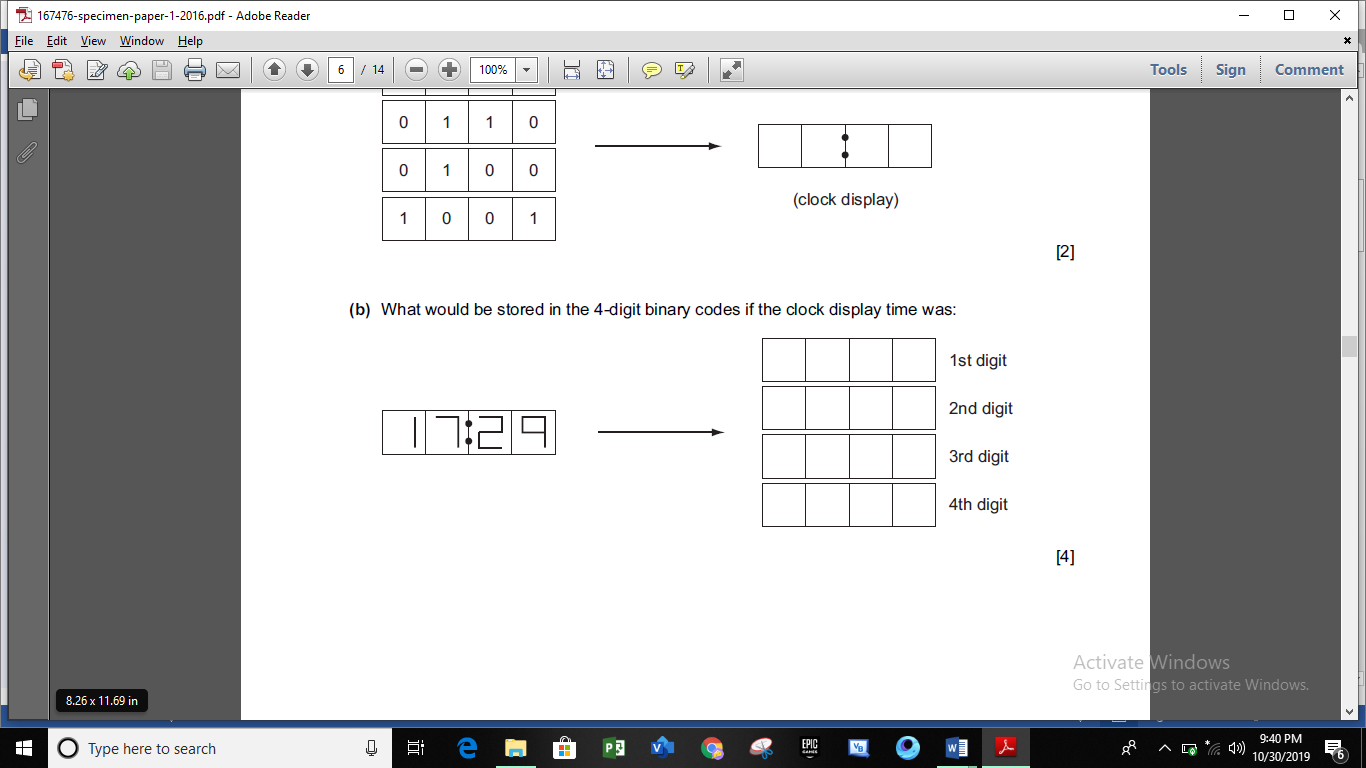 167476-specimen-paper-1-2016.pdf - Adobe Reader
File Edit View Window Help
6 / 14 100% Tools Sign Comment
0 1 1 0
0 1 0 0
(clock display)
1 0 0 1
[2]
(b) What would be stored in the 4-digit binary codes if the clock display time was:
1st digit
2nd digit
17:29
3rd digit
4th digit
[4]
Activate Windows
Go to Settings to activate Windows.
8.26 x 11.69 in
Type here to search
EPIC GAMES
9:40 PM
10/30/2019
6